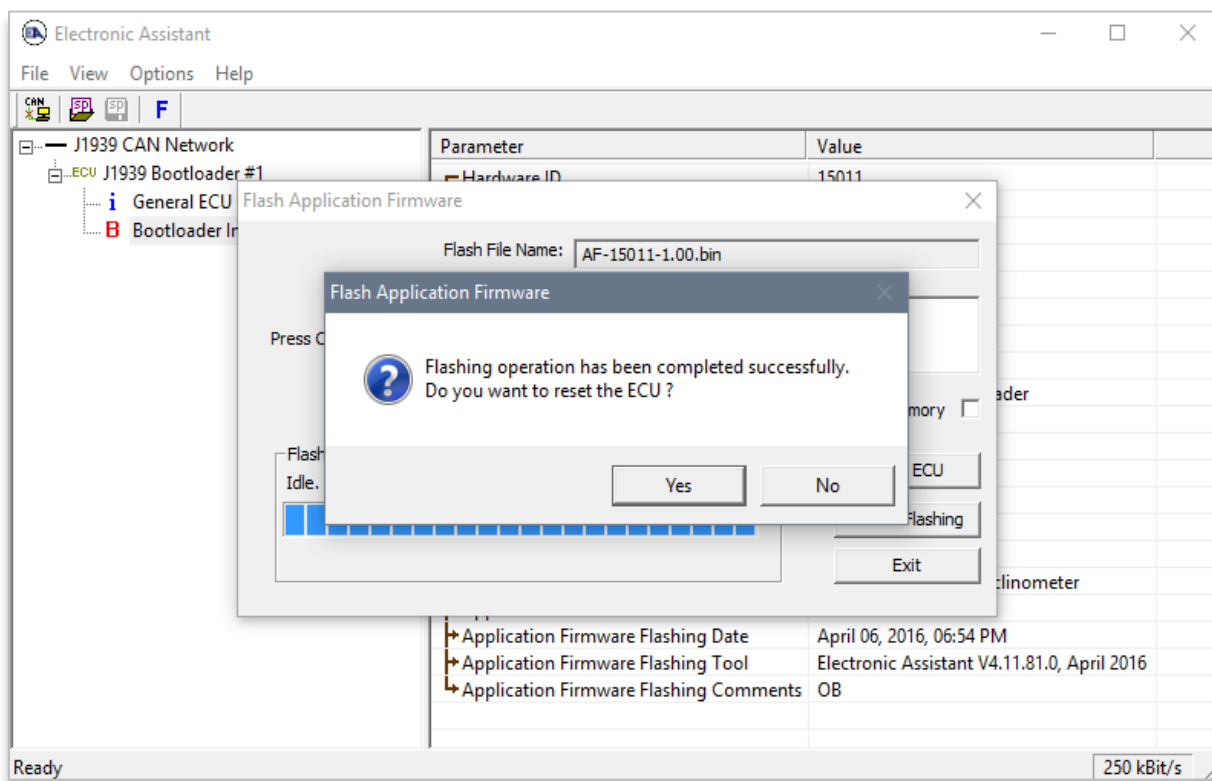 Electronic Assistant
File View Options Help
CAN SP SP F
J1939 CAN Network
ECU J1939 Bootloader #1
i General ECU
B Bootloader
Parameter Value
Hardware ID 15011
Flash Application Firmware
Flash File Name: AF-15011-1.00.bin
Flash Application Firmware
Press
Flashing operation has been completed successfully.
Do you want to reset the ECU ?
Yes No
Flash
Idle.
ECU
Flashing
Exit
Application Firmware Flashing Date April 06, 2016, 06:54 PM
Application Firmware Flashing Tool Electronic Assistant V4.11.81.0, April 2016
Application Firmware Flashing Comments OB
Ready 250 kBit/s